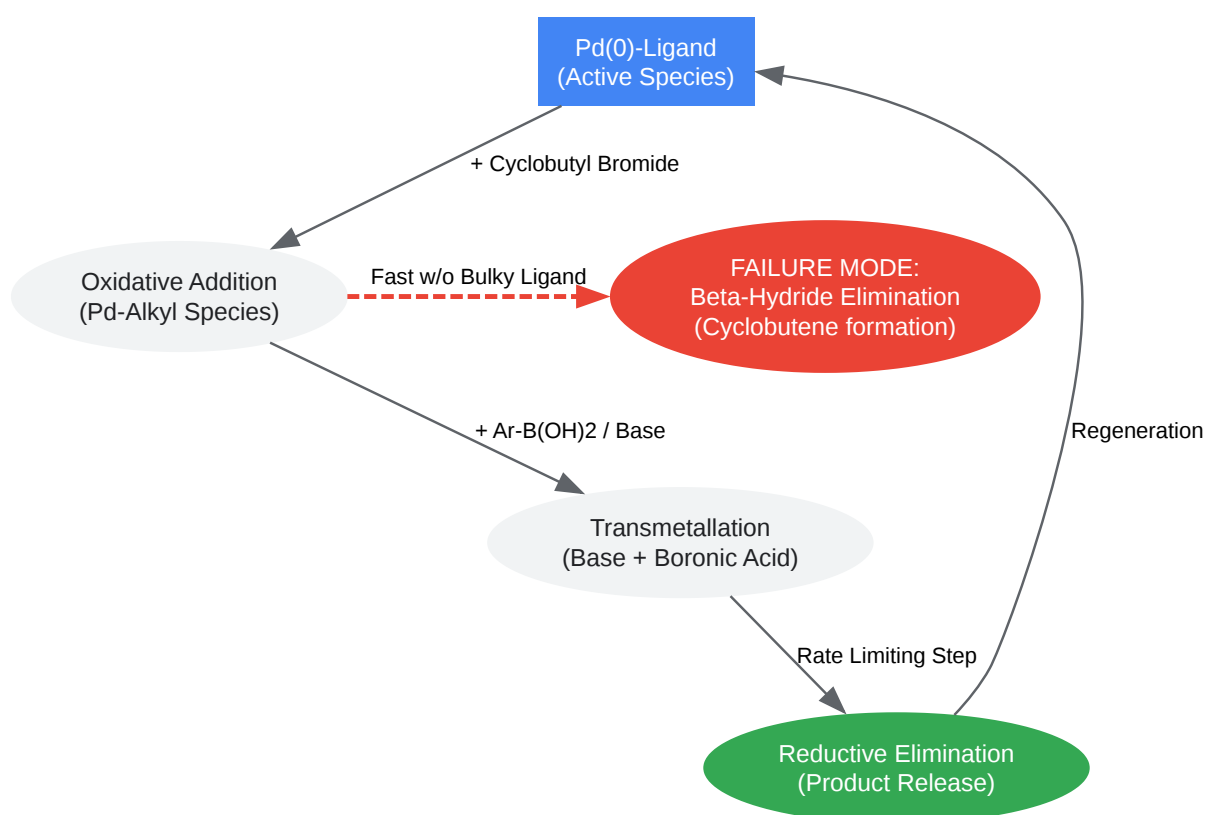 Pd(0)-Ligand
(Active Species)
+ Cyclobutyl Bromide
Oxidative Addition
(Pd-Alkyl Species)
Fast w/o Bulky Ligand
FAILURE MODE:
Beta-Hydride Elimination
(Cyclobutene formation)
+ Ar-B(OH)2 / Base
Regeneration
Transmetallation
(Base + Boronic Acid)
Rate Limiting Step
Reductive Elimination
(Product Release)